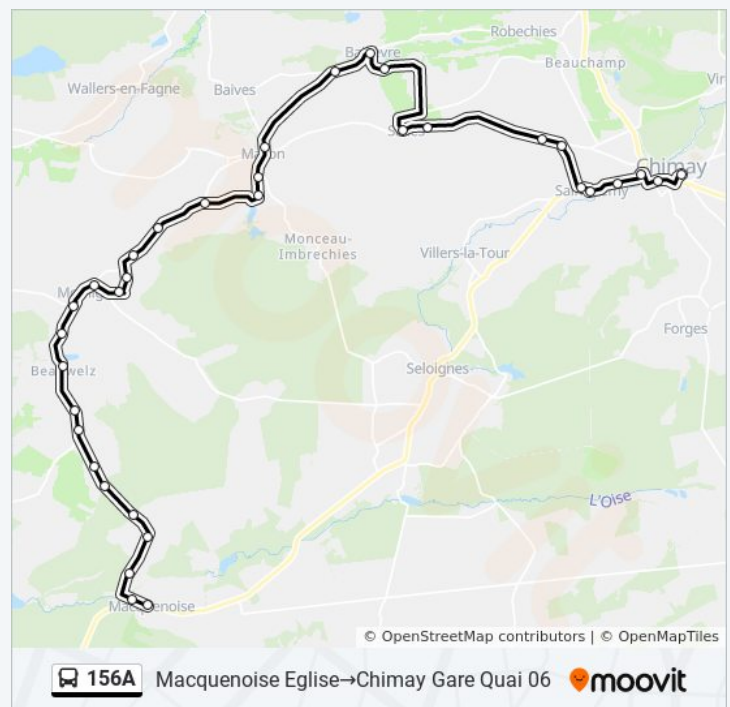 Robechies
Beauchamp
Wallers-en-Fagne
Baives
Chimay
Monceau-
Imbrechies
Villers-la-Tour
Forges
Seloignes
L'Oise
© OpenStreetMap contributors | © OpenMapTiles
156A Macquenoise Eglise→Chimay Gare Quai 06 moovit